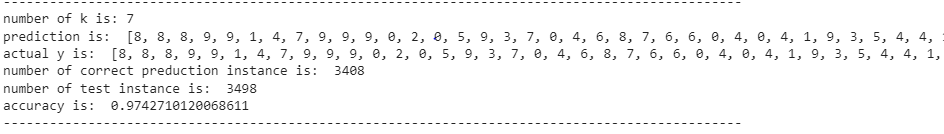 --------------------------------------------------------------------------------------------
number of k is: 7
prediction is:  [8, 8, 8, 9, 9, 1, 4, 7, 9, 9, 9, 0, 2, 0, 5, 9, 3, 7, 0, 4, 6, 8, 7, 6, 6, 0, 4, 0, 4, 1, 9, 3, 5, 4, 4,
actual y is:  [8, 8, 8, 9, 9, 1, 4, 7, 9, 9, 9, 0, 2, 0, 5, 9, 3, 7, 0, 4, 6, 8, 7, 6, 6, 0, 4, 0, 4, 1, 9, 3, 5, 4, 4, 1,
number of correct preduction instance is:  3408
number of test instance is:  3498
accuracy is:  0.9742710120068611
--------------------------------------------------------------------------------------------